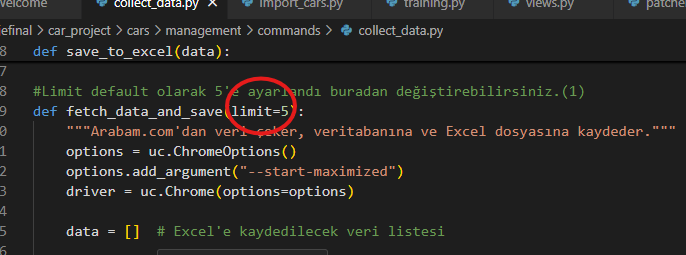 elcome
collect_data.py
import_cars.py
training.py
views.py
patche
jefinal > car_project > cars > management > commands > collect_data.py
8 def save_to_excel(data):
7
8 #Limit default olarak 5'e ayarlandı buradan değiştirebilirsiniz.(1)
9 def fetch_data_and_save(limit=5):
0 """Arabam.com'dan veri çeker, veritabanına ve Excel dosyasına kaydeder."""
1 options = uc.ChromeOptions()
2 options.add_argument("--start-maximized")
3 driver = uc.Chrome(options=options)
4
5 data = [] # Excel'e kaydedilecek veri listesi